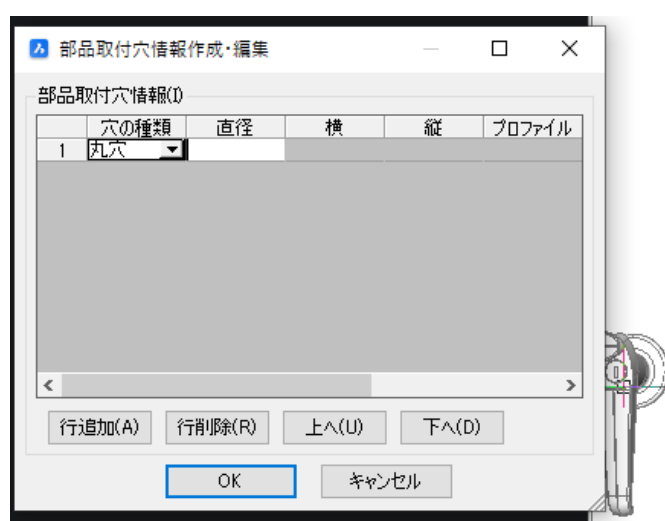 部品取付穴情報作成・編集
部品取付穴情報(I)
穴の種類 直径 横 縦 プロファイル
1 丸穴
行追加(A) 行削除(R) 上へ(U) 下へ(D)
OK キャンセル